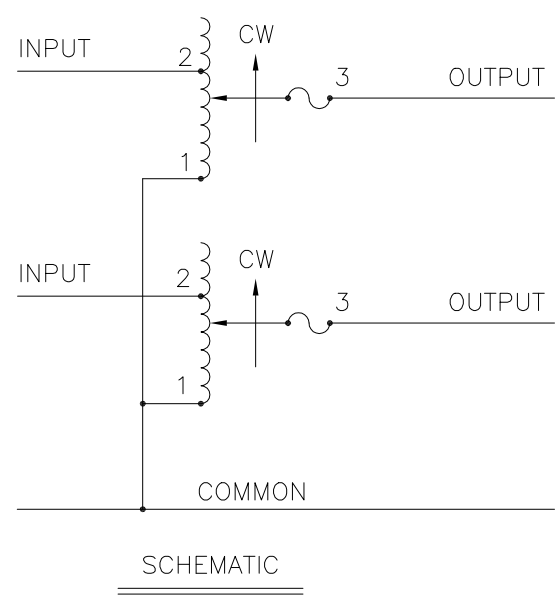 CW
INPUT
2
3
OUTPUT
1
CW
INPUT
2
3
OUTPUT
1
COMMON
SCHEMATIC